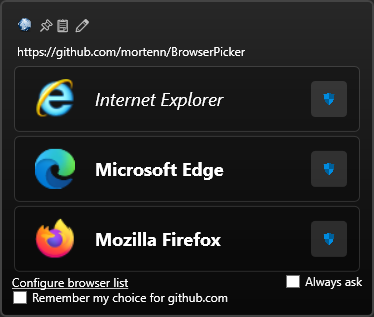 https://github.com/mortenn/BrowserPicker
Internet Explorer
Microsoft Edge
Mozilla Firefox
Configure browser list
Always ask
Remember my choice for github.com